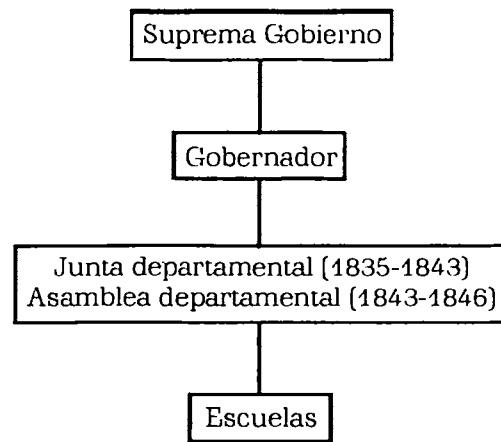 Suprema Gobierno
Gobernador
Junta departamental (1835-1843)
Asamblea departamental (1843-1846)
Escuelas